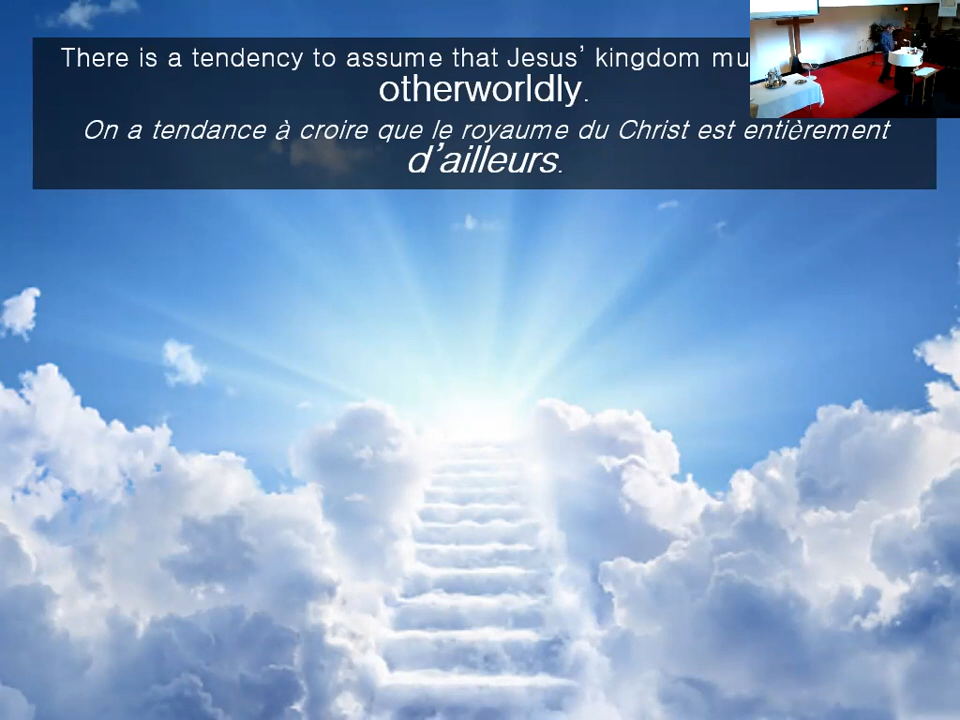 There is a tendency to assume that Jesus’ kingdom
otherworldly.
On a tendance à croire que le royaume du Christ est entièrement
d’ailleurs.